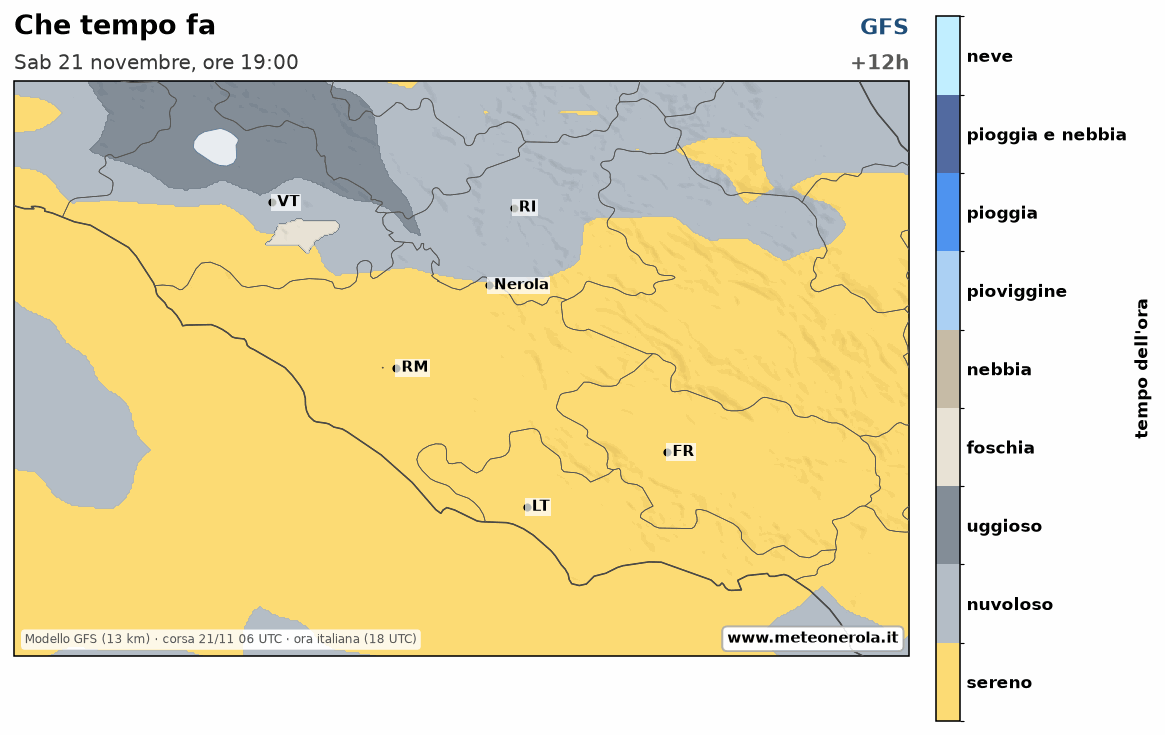 Che tempo fa
GFS
Sab 21 novembre, ore 19:00
+12h
VT
RI
Nerola
RM
FR
LT
Modello GFS (13 km) · corsa 21/11 06 UTC · ora italiana (18 UTC)
www.meteonerola.it
neve
pioggia e nebbia
pioggia
pioviggine
nebbia
foschia
uggioso
nuvoloso
sereno
tempo dell'ora